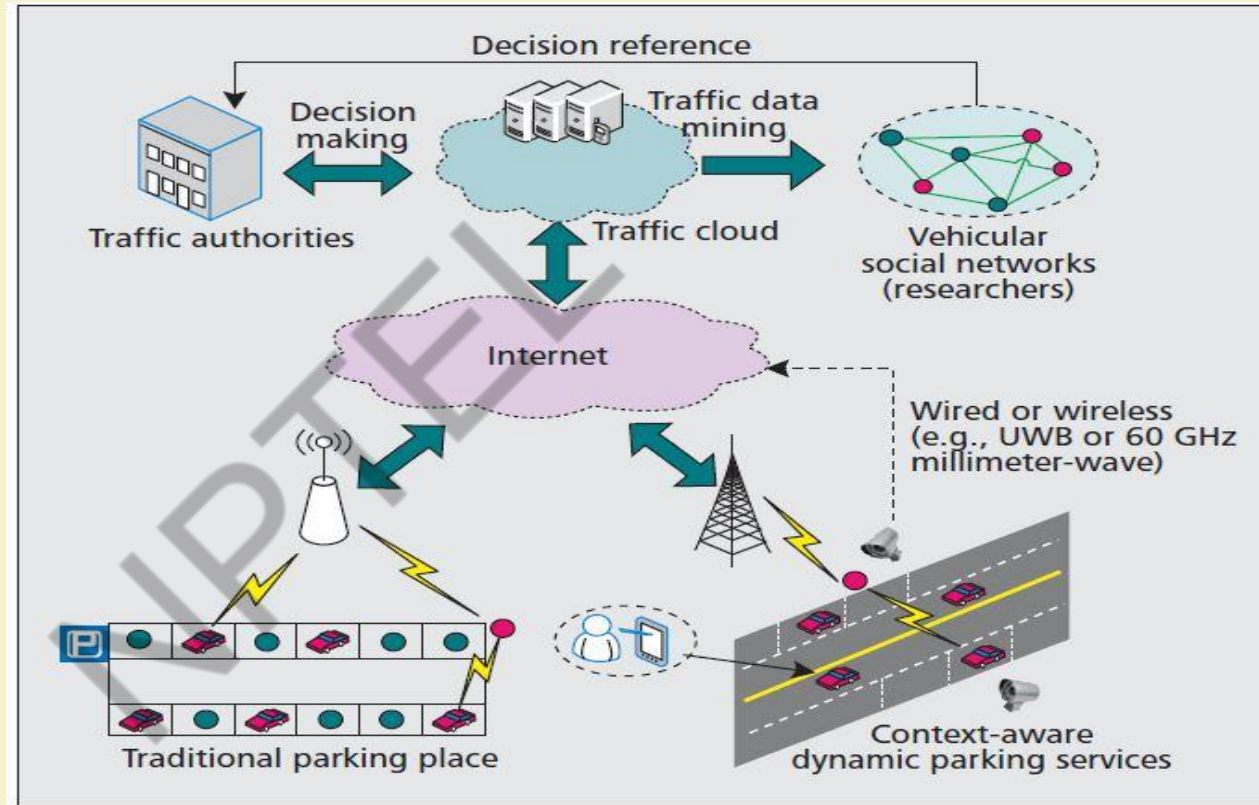 Decision reference
Decision
making
Traffic data
mining
Traffic authorities
Traffic cloud
Vehicular
social networks
(researchers)
Internet
Wired or wireless
(e.g., UWB or 60 GHz
millimeter-wave)
P
Traditional parking place
Context-aware
dynamic parking services
NPTEL